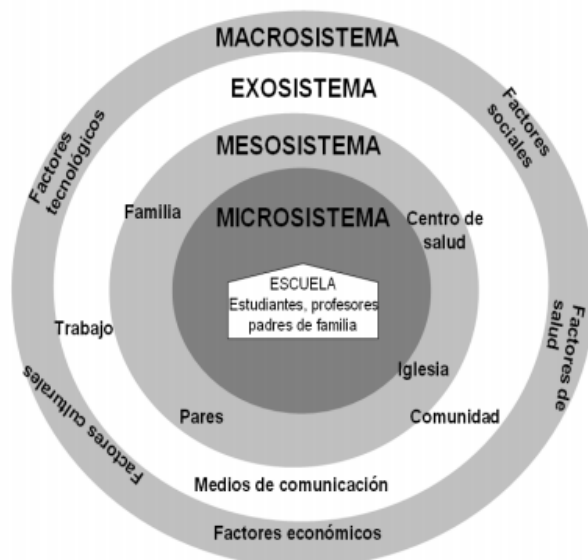 MACROSISTEMA
EXOSISTEMA
Factores
tecnológicos
Factores
sociales
MESOSISTEMA
Familia
MICROSISTEMA
Centro de
salud
ESCUELA
Estudiantes, profesores
padres de familia
Trabajo
Factores de
salud
Iglesia
Factores culturales
Pares
Comunidad
Medios de comunicación
Factores económicos